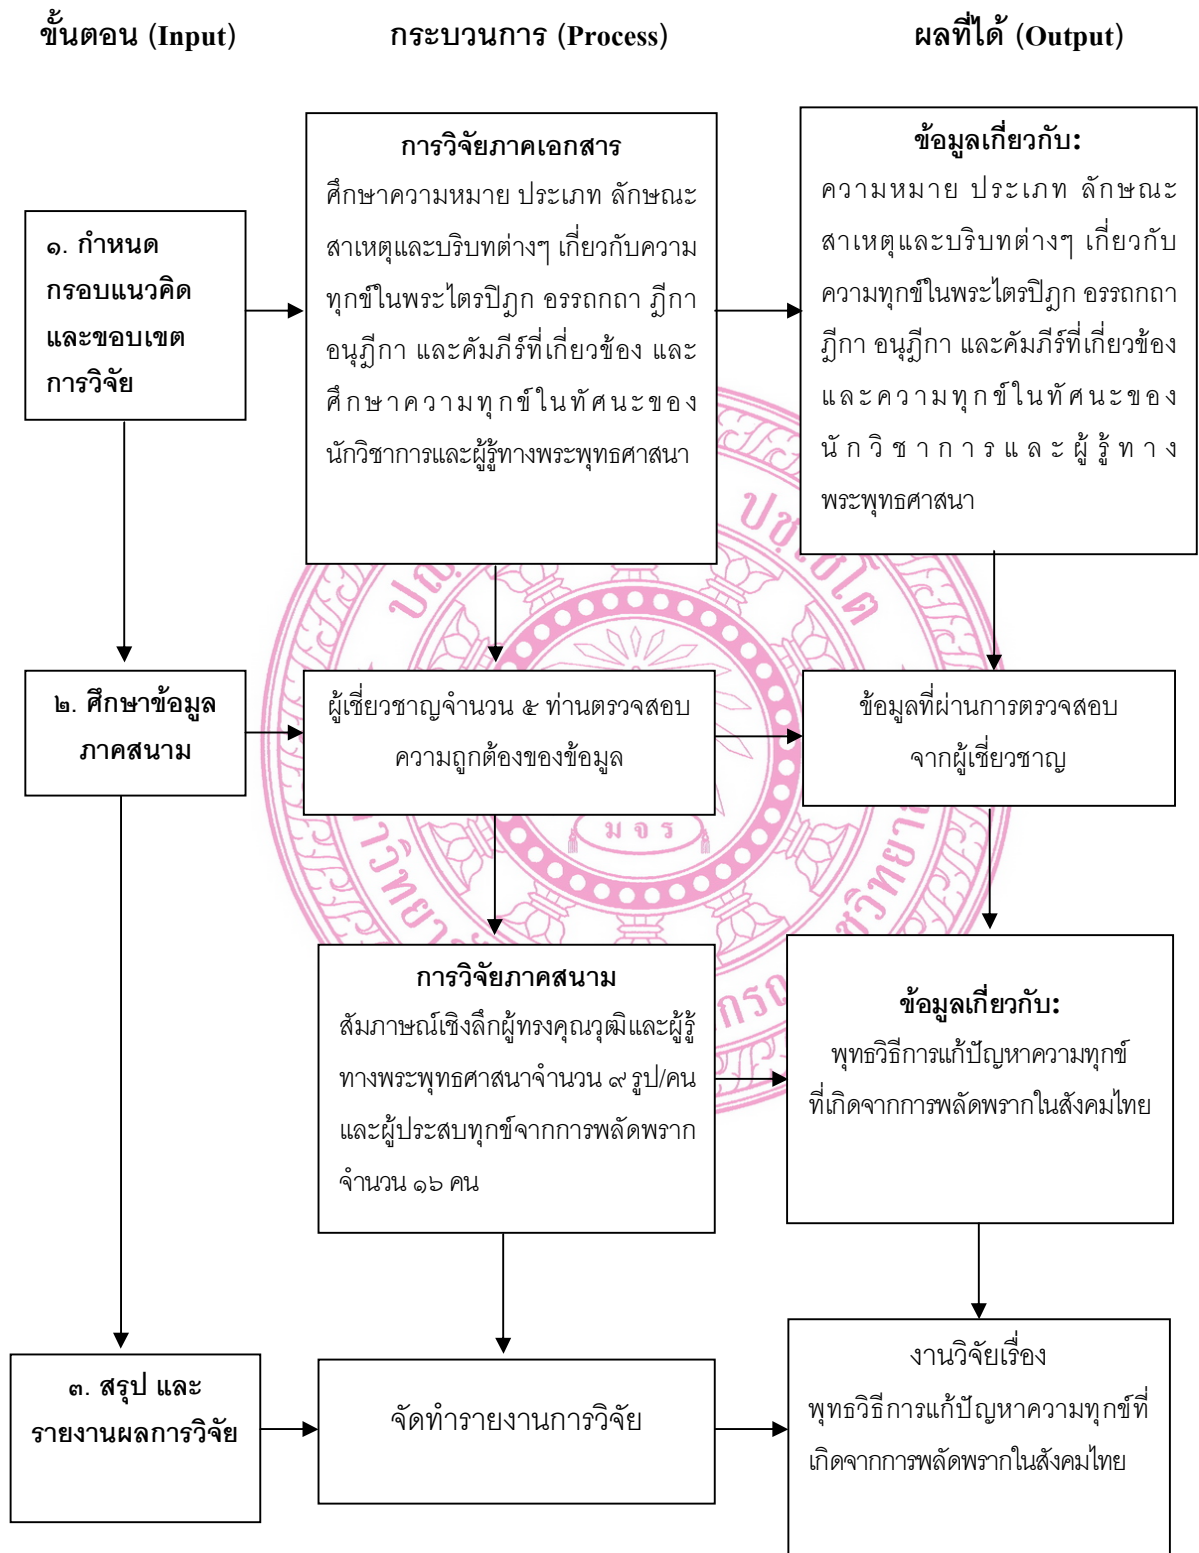 ขั้นตอน (Input)
กระบวนการ (Process)
ผลที่ได้ (Output)
๑. กำหนด
กรอบแนวคิด
และขอบเขต
การวิจัย
การวิจัยภาคเอกสาร
ศึกษาความหมาย ประเภท ลักษณะ
สาเหตุและบริบทต่างๆ เกี่ยวกับความ
ทุกข์ในพระไตรปิฎก อรรถกถา ฎีกา
อนุฎีกา และคัมภีร์ที่เกี่ยวข้อง และ
ศึกษาความทุกข์ในทัศนะของ
นักวิชาการและผู้รู้ทางพระพุทธศาสนา
ข้อมูลเกี่ยวกับ:
ความหมาย ประเภท ลักษณะ
สาเหตุและบริบทต่างๆ เกี่ยวกับ
ความทุกข์ในพระไตรปิฎก อรรถกถา
ฎีกา อนุฎีกา และคัมภีร์ที่เกี่ยวข้อง
และความทุกข์ในทัศนะของ
นักวิชาการและผู้รู้ทาง
พระพุทธศาสนา
๒. ศึกษาข้อมูล
ภาคสนาม
ผู้เชี่ยวชาญจำนวน ๕ ท่านตรวจสอบ
ความถูกต้องของข้อมูล
ข้อมูลที่ผ่านการตรวจสอบ
จากผู้เชี่ยวชาญ
ม จ ร
การวิจัยภาคสนาม
สัมภาษณ์เชิงลึกผู้ทรงคุณวุฒิและผู้รู้
ทางพระพุทธศาสนาจำนวน ๙ รูป/คน
และผู้ประสบทุกข์จากการพลัดพราก
จำนวน ๑๖ คน
ข้อมูลเกี่ยวกับ:
พุทธวิธีการแก้ปัญหาความทุกข์
ที่เกิดจากการพลัดพรากในสังคมไทย
๓. สรุป และ
รายงานผลการวิจัย
จัดทำรายงานการวิจัย
งานวิจัยเรื่อง
พุทธวิธีการแก้ปัญหาความทุกข์ที่
เกิดจากการพลัดพรากในสังคมไทย